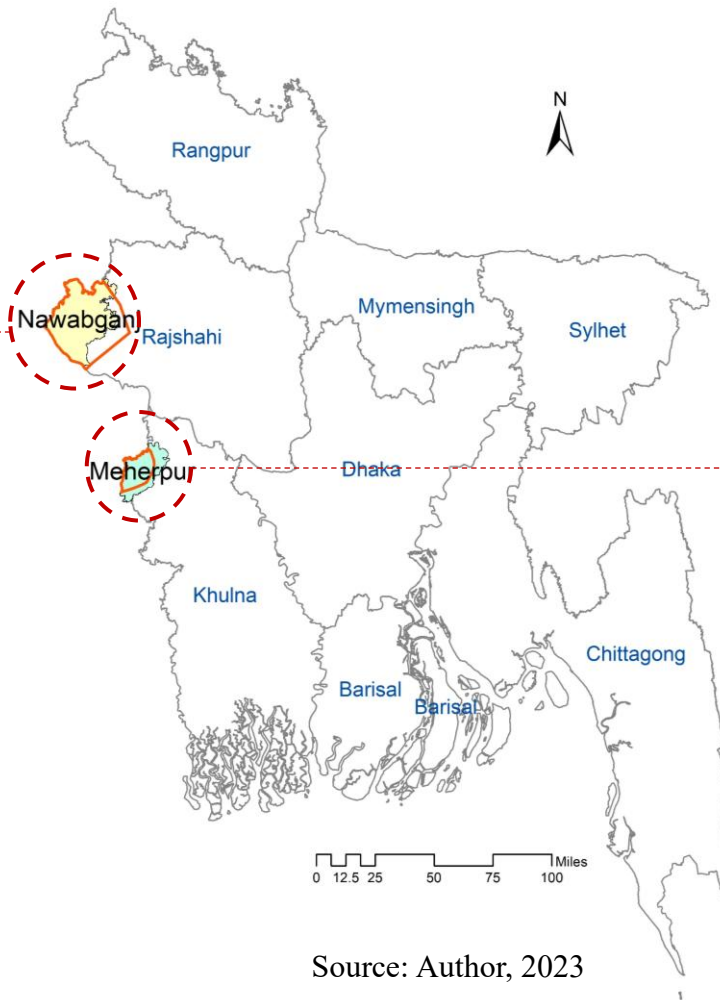 N
Rangpur
Nawabganj
Rajshahi
Mymensingh
Sylhet
Meherpur
Dhaka
Khulna
Chittagong
Barisal
Barisal
Miles
0 12.5 25 50 75 100
Source: Author, 2023